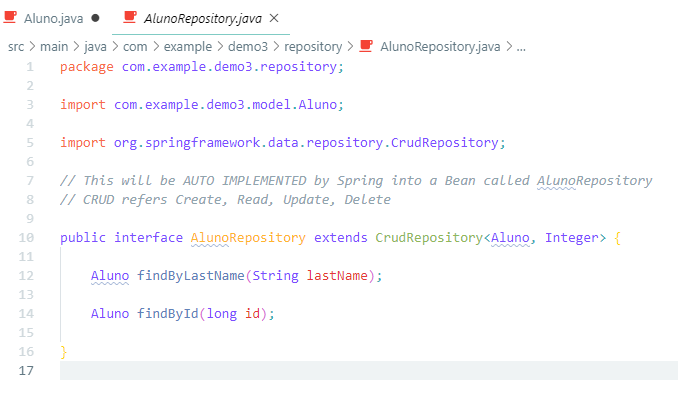 Aluno.java ● AlunoRepository.java ×
src > main > java > com > example > demo3 > repository > AlunoRepository.java > ...
1 package com.example.demo3.repository;
2
3 import com.example.demo3.model.Aluno;
4
5 import org.springframework.data.repository.CrudRepository;
6
7 // This will be AUTO IMPLEMENTED by Spring into a Bean called AlunoRepository
8 // CRUD refers Create, Read, Update, Delete
9
10 public interface AlunoRepository extends CrudRepository<Aluno, Integer> {
11
12     Aluno findByLastName(String lastName);
13
14     Aluno findById(long id);
15
16 }
17